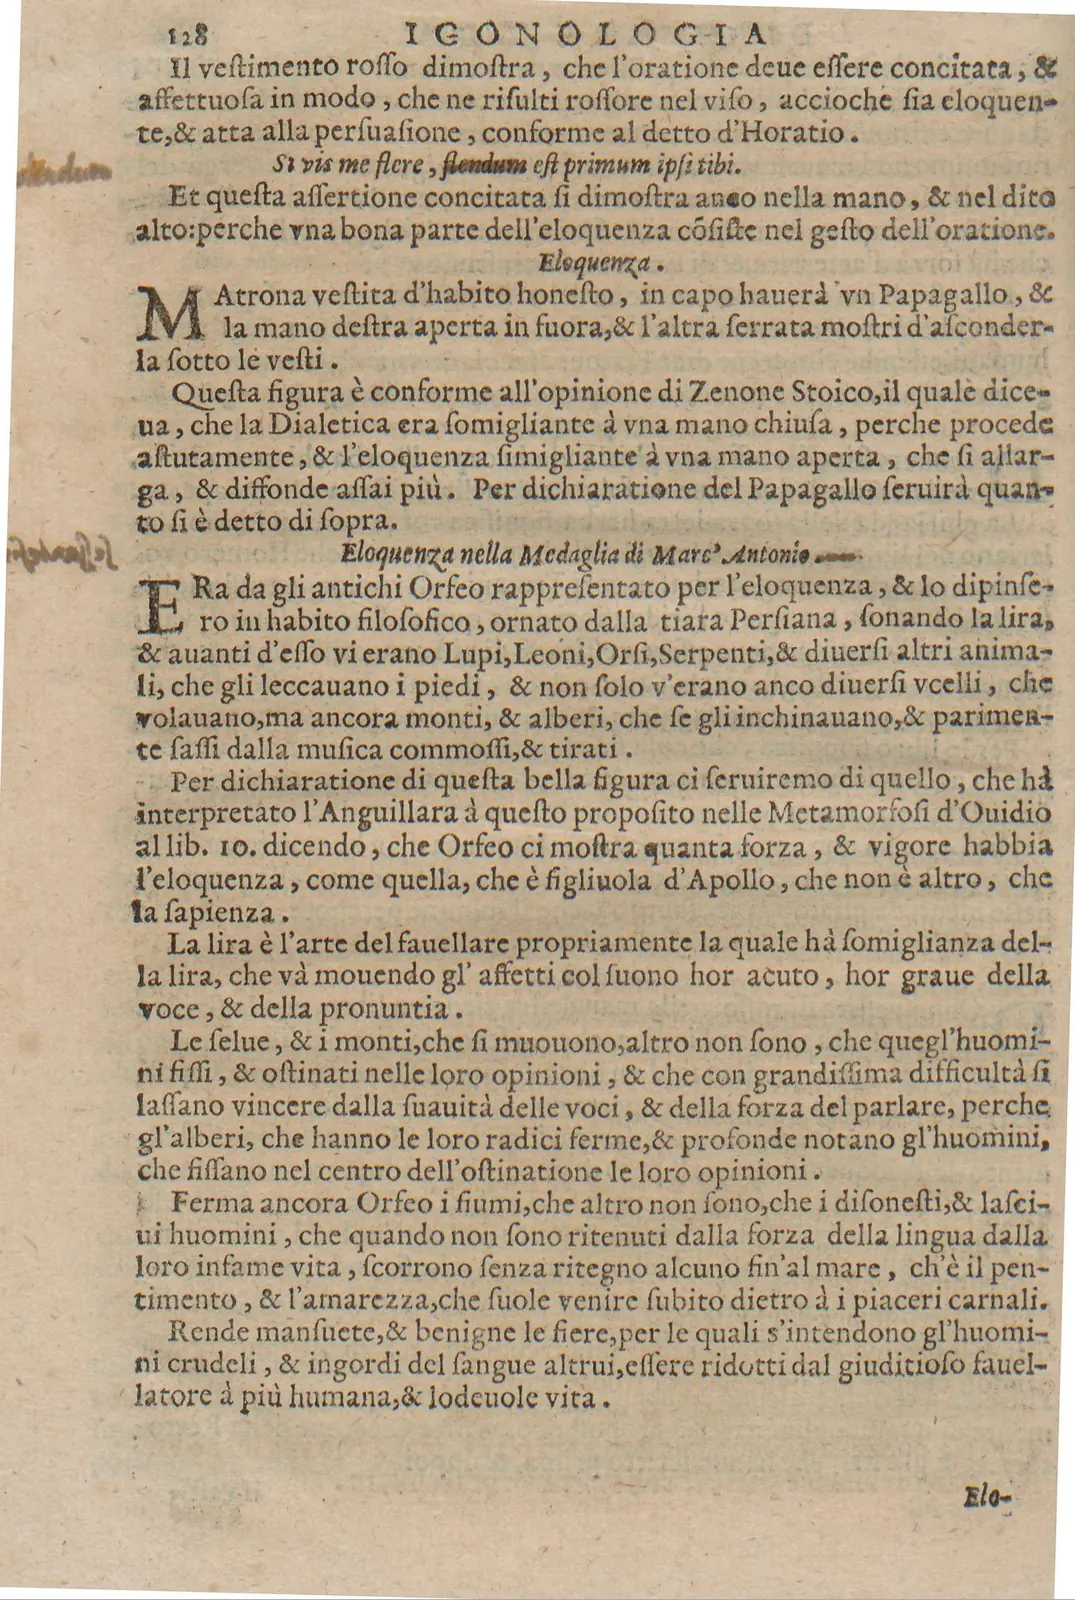 128 IGONOLOGIA
Il veſtimento roſſo dimoſtra, che l'oratione deue eſſere concitata, &
affettuoſa in modo, che ne riſulti roſſore nel viſo, accioche ſia eloquen-
te,& atta alla perſuaſione, conforme al detto d'Horatio.
Si vis me flere, flendum eſt primum ipſi tibi.
Et queſta aſſertione concitata ſi dimoſtra anco nella mano, & nel dito
alto:perche vna bona parte dell'eloquenza cõſiſte nel geſto dell'oratione.
Eloquenza.
MAtrona veſtita d'habito honeſto, in capo hauerà vn Papagallo, &
la mano deſtra aperta in fuora,& l'altra ſerrata moſtri d'aſconder-
la ſotto le veſti.
Queſta figura è conforme all'opinione di Zenone Stoico,il quale dice-
ua, che la Dialetica era ſomigliante à vna mano chiuſa, perche procede
aſtutamente, & l'eloquenza ſimigliante à vna mano aperta, che ſi allar-
ga, & diffonde aſſai più. Per dichiaratione del Papagallo ſeruirà quan-
to ſi è detto di ſopra.
Eloquenza nella Medaglia di Marc' Antonio
ERa da gli antichi Orfeo rappreſentato per l'eloquenza, & lo dipinſe-
ro in habito filoſofico, ornato dalla tiara Perſiana, ſonando la lira,
& auanti d'eſſo vi erano Lupi,Leoni,Orſi,Serpenti,& diuerſi altri anima-
li, che gli leccauano i piedi, & non ſolo v'erano anco diuerſi vcelli, che
volauano,ma ancora monti, & alberi, che ſe gli inchinauano,& parimen-
te ſaſſi dalla muſica commoſſi,& tirati.
Per dichiaratione di queſta bella figura ci ſeruiremo di quello, che hà
interpretato l'Anguillara à queſto propoſito nelle Metamorfoſi d'Ouidio
al lib. 10. dicendo, che Orfeo ci moſtra quanta forza, & vigore habbia
l'eloquenza, come quella, che è figliuola d'Apollo, che non è altro, che
la ſapienza.
La lira è l'arte del fauellare propriamente la quale hà ſomiglianza del-
la lira, che và mouendo gl' affetti col ſuono hor acuto, hor graue della
voce, & della pronuntia.
Le ſelue, & i monti,che ſi muouono,altro non ſono, che quegl'huomi-
ni fiſſi, & oſtinati nelle loro opinioni, & che con grandiſſima difficultà ſi
laſſano vincere dalla ſuauità delle voci, & della forza del parlare, perche
gl'alberi, che hanno le loro radici ferme,& profonde notano gl'huomini,
che fiſſano nel centro dell'oſtinatione le loro opinioni.
Ferma ancora Orfeo i fiumi,che altro non ſono,che i diſoneſti,& laſci-
ui huomini, che quando non ſono ritenuti dalla forza della lingua dalla
loro infame vita, ſcorrono ſenza ritegno alcuno fin'al mare, ch'è il pen-
timento, & l'amarezza,che ſuole venire ſubito dietro à i piaceri carnali.
Rende manſuete,& benigne le fiere,per le quali s'intendono gl'huomi-
ni crudeli, & ingordi del ſangue altrui,eſſere ridotti dal giuditioſo fauel-
latore à più humana,& lodeuole vita.
Elo-